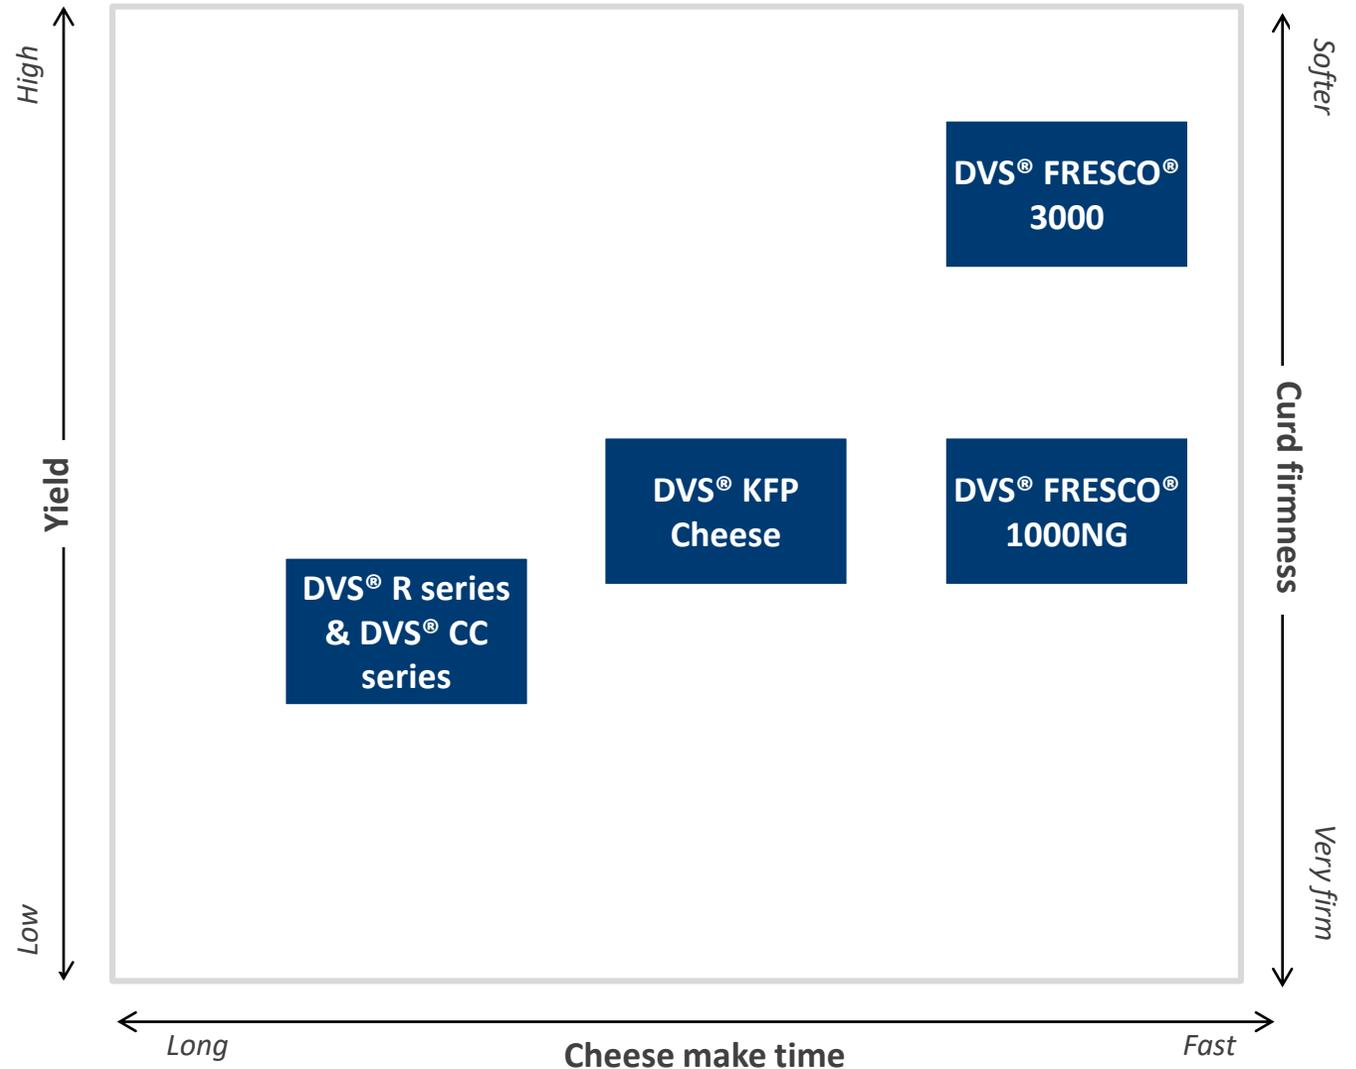 High
Softer
DVS® FRESCO®
3000
Yield
Curd firmness
DVS® KFP
Cheese
DVS® FRESCO®
1000NG
DVS® R series
& DVS® CC
series
Low
Very firm
Long
Cheese make time
Fast